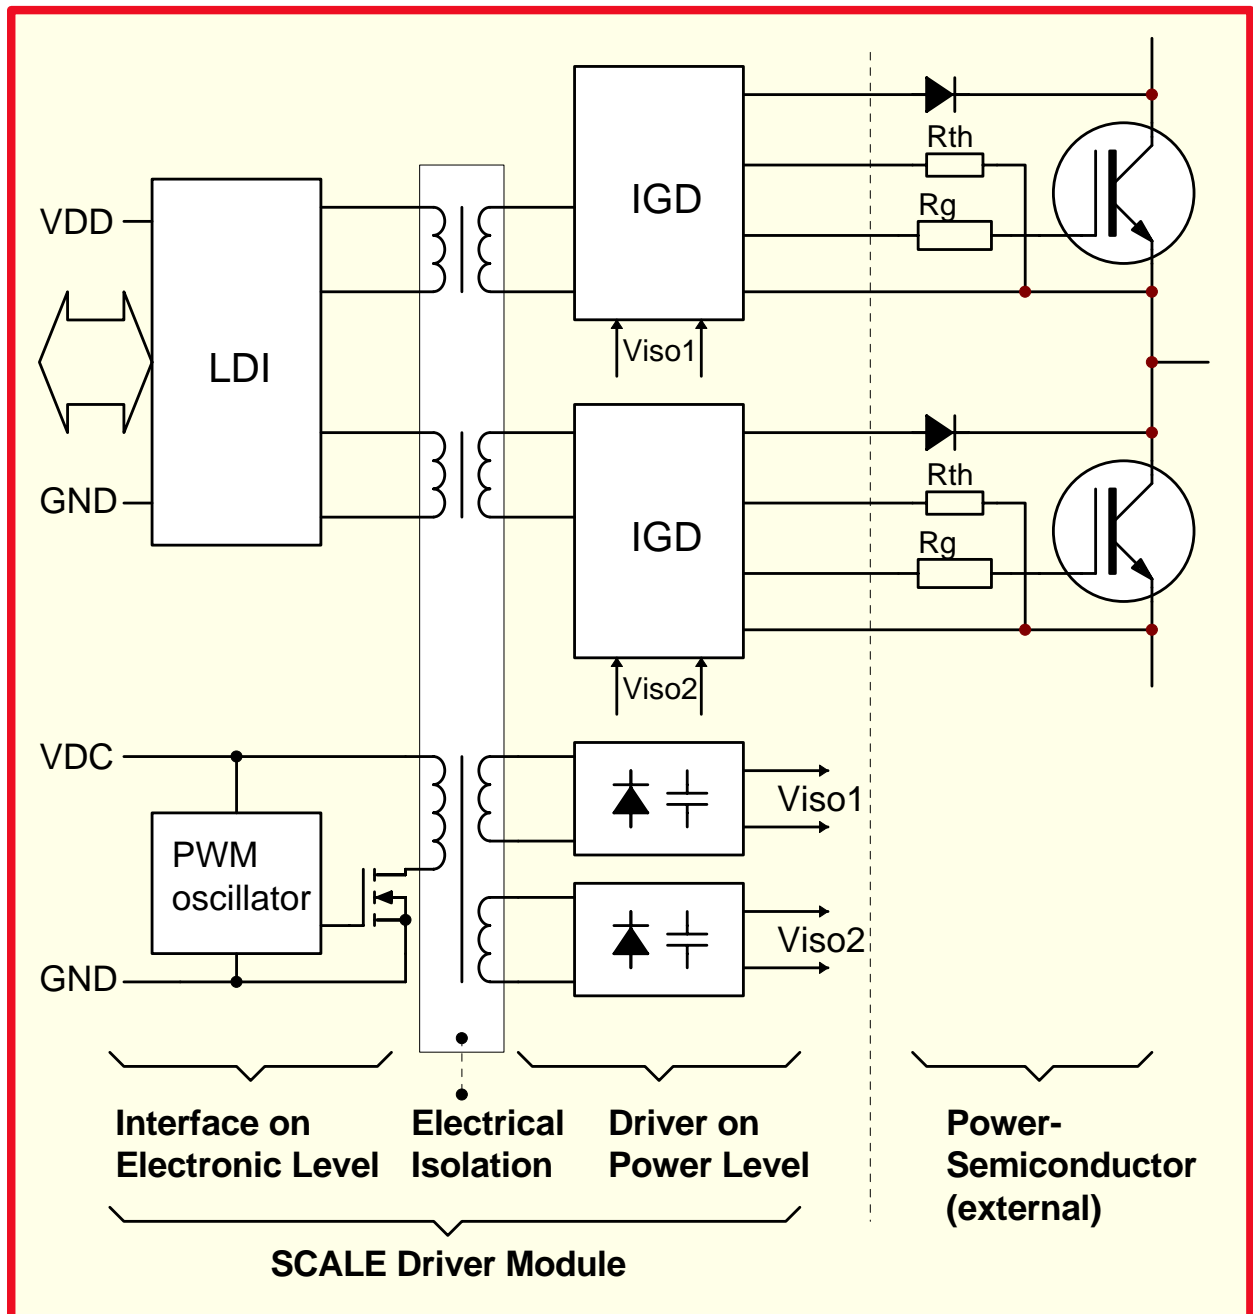 IGD
Rth
Rg
VDD
LDI
Viso1
GND
IGD
Rth
Rg
Viso2
VDC
Viso1
PWM
oscillator
Viso2
GND
Interface on
Electronic Level
Electrical
Isolation
Driver on
Power Level
Power-
Semiconductor
(external)
SCALE Driver Module